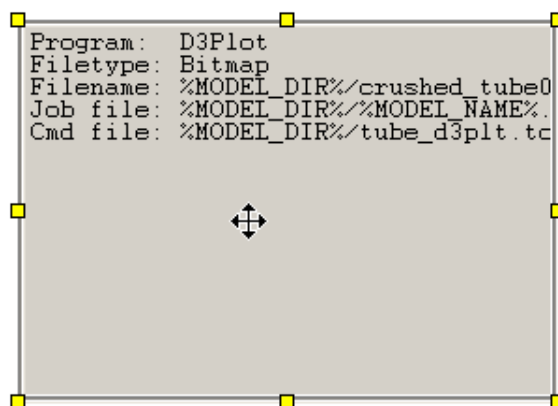 Program:  D3Plot
Filetype: Bitmap
Filename: %MODEL_DIR%/crushed_tube0
Job file: %MODEL_DIR%/%MODEL_NAME%.
Cmd file: %MODEL_DIR%/tube_d3plt.tc